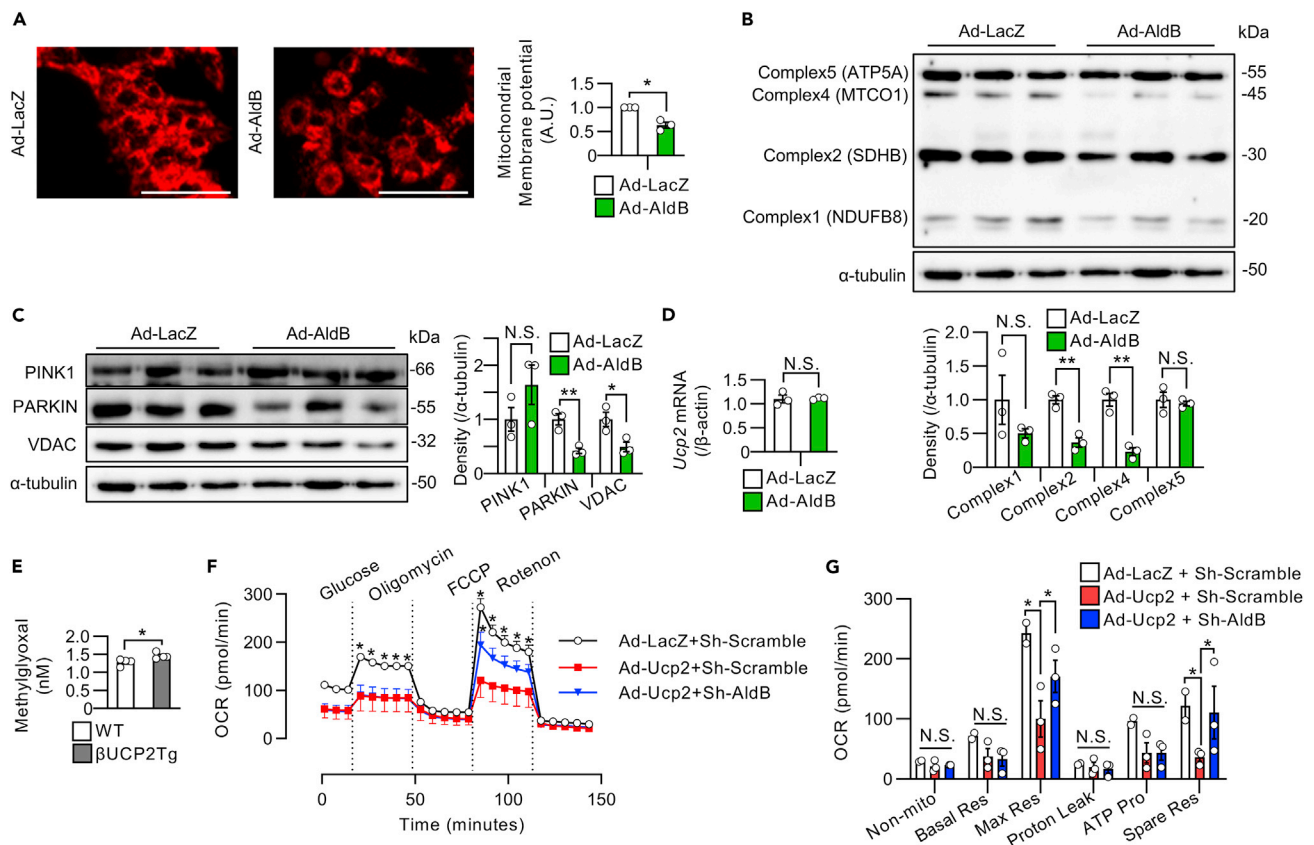 A
Ad-LacZ
Ad-AldB
Mitochondrial
Membrane potential
(A.U.)
1.5
1.0
0.5
0
*
Ad-LacZ
Ad-AldB
B
Ad-LacZ
Ad-AldB
kDa
Complex5 (ATP5A)
Complex4 (MTCO1)
Complex2 (SDHB)
Complex1 (NDUFB8)
α-tubulin
-55
-45
-30
-20
-50
C
Ad-LacZ
Ad-AldB
kDa
PINK1
PARKIN
VDAC
α-tubulin
-66
-55
-32
-50
Density (/α-tubulin)
2
1
0
N.S.
**
*
Ad-LacZ
Ad-AldB
PINK1
PARKIN
VDAC
D
Ucp2 mRNA
(/β-actin)
1.5
1.0
0.5
0
N.S.
Ad-LacZ
Ad-AldB
Density (/α-tubulin)
2.0
1.5
1.0
0.5
0
N.S.
**
**
N.S.
Ad-LacZ
Ad-AldB
Complex1
Complex2
Complex4
Complex5
E
Methylglyoxal
(nM)
2.0
1.5
1.0
0.5
0
*
WT
βUCP2Tg
F
Glucose
Oligomycin
FCCP
Rotenon
OCR (pmol/min)
300
200
100
0
* * * * *
* * * * *
*
Ad-LacZ+Sh-Scramble
Ad-Ucp2+Sh-Scramble
Ad-Ucp2+Sh-AldB
0
50
100
150
Time (minutes)
G
Ad-LacZ + Sh-Scramble
Ad-Ucp2 + Sh-Scramble
Ad-Ucp2 + Sh-AldB
OCR (pmol/min)
300
200
100
0
N.S.
N.S.
*
*
N.S.
N.S.
*
*
Non-mito
Basal Res
Max Res
Proton Leak
ATP Pro
Spare Res